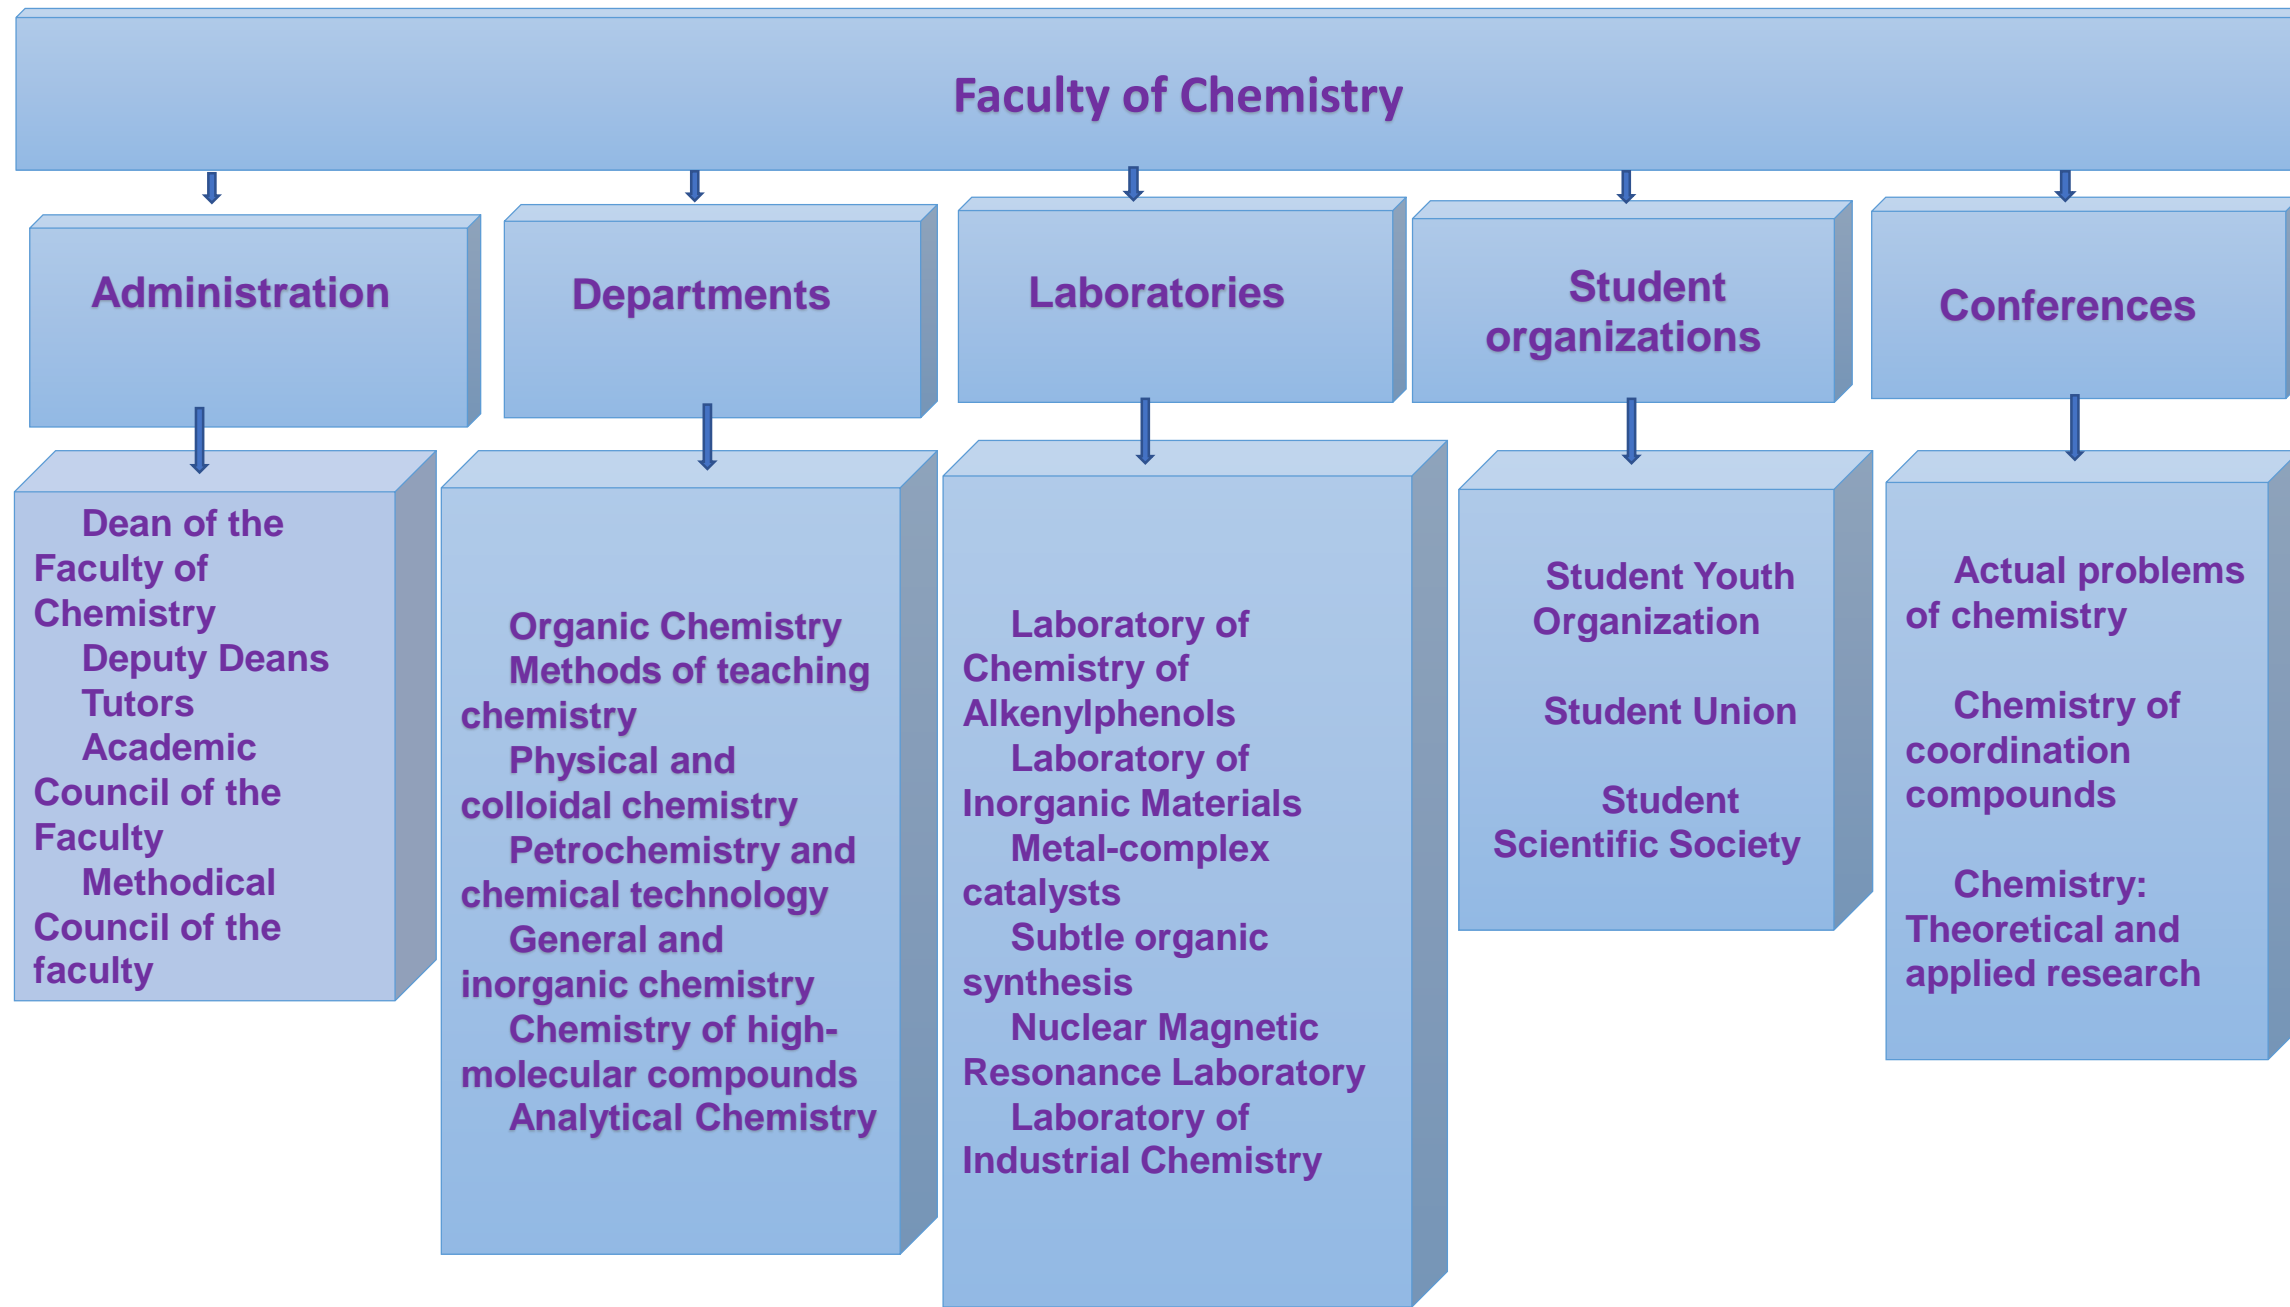 Faculty of Chemistry
Administration
Departments
Laboratories
Student
organizations
Conferences
Dean of the
Faculty of
Chemistry
Deputy Deans
Tutors
Academic
Council of the
Faculty
Methodical
Council of the
faculty
Organic Chemistry
Methods of teaching
chemistry
Physical and
colloidal chemistry
Petrochemistry and
chemical technology
General and
inorganic chemistry
Chemistry of high-
molecular compounds
Analytical Chemistry
Laboratory of
Chemistry of
Alkenylphenols
Laboratory of
Inorganic Materials
Metal-complex
catalysts
Subtle organic
synthesis
Nuclear Magnetic
Resonance Laboratory
Laboratory of
Industrial Chemistry
Student Youth
Organization
Student Union
Student
Scientific Society
Actual problems
of chemistry
Chemistry of
coordination
compounds
Chemistry:
Theoretical and
applied research